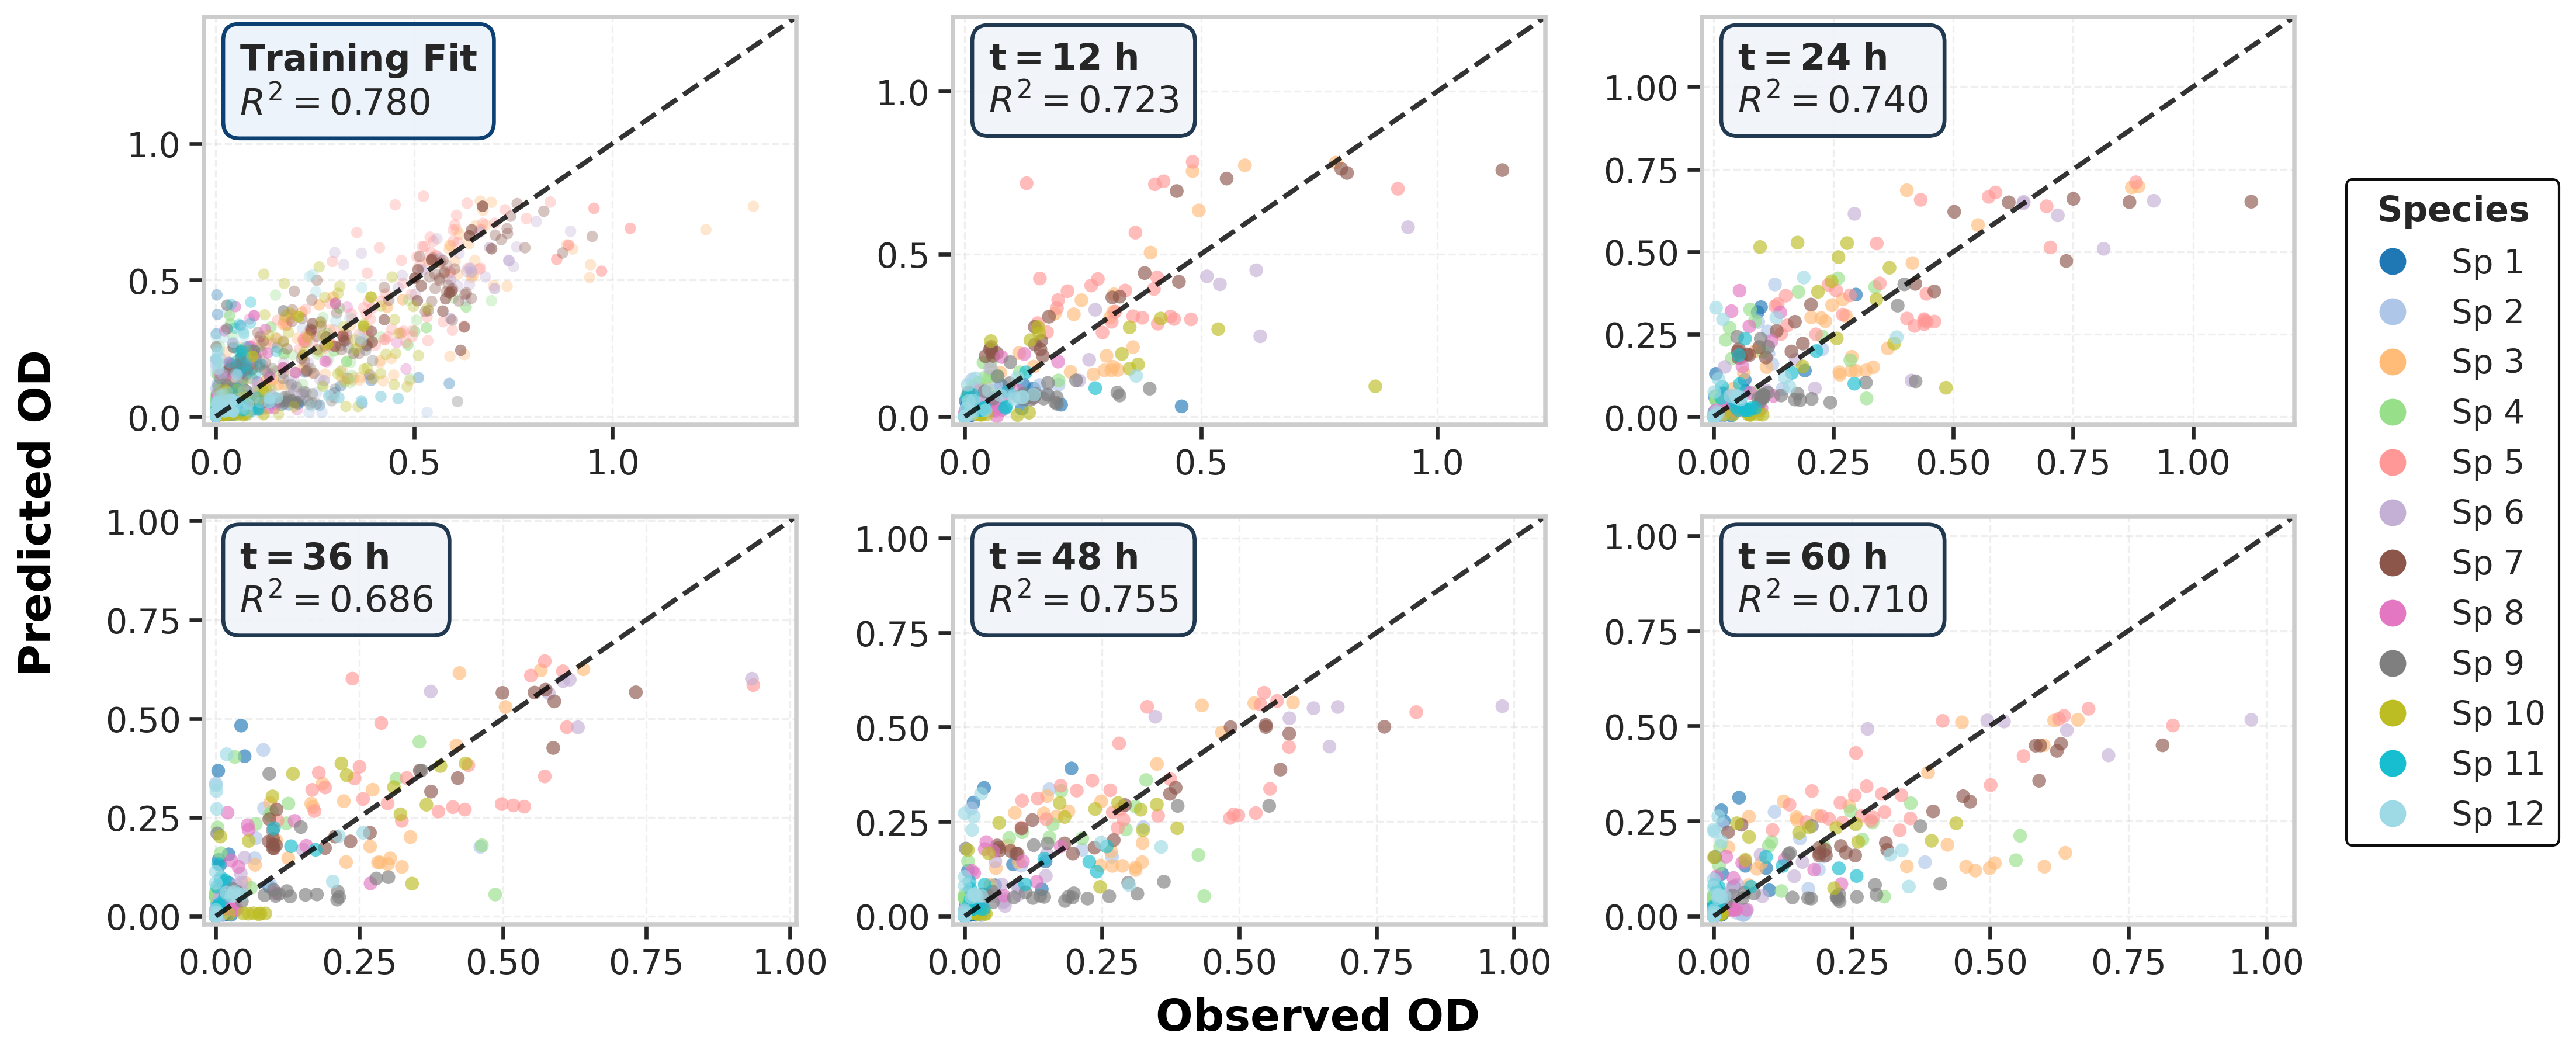 Training Fit
R² = 0.780
1.0
0.5
0.0
0.0 0.5 1.0
t = 12 h
R² = 0.723
1.0
0.5
0.0
0.0 0.5 1.0
t = 24 h
R² = 0.740
1.00
0.75
0.50
0.25
0.00
0.00 0.25 0.50 0.75 1.00
Predicted OD
t = 36 h
R² = 0.686
1.00
0.75
0.50
0.25
0.00
0.00 0.25 0.50 0.75 1.00
t = 48 h
R² = 0.755
1.00
0.75
0.50
0.25
0.00
0.00 0.25 0.50 0.75 1.00
t = 60 h
R² = 0.710
1.00
0.75
0.50
0.25
0.00
0.00 0.25 0.50 0.75 1.00
Observed OD
Species
Sp 1
Sp 2
Sp 3
Sp 4
Sp 5
Sp 6
Sp 7
Sp 8
Sp 9
Sp 10
Sp 11
Sp 12